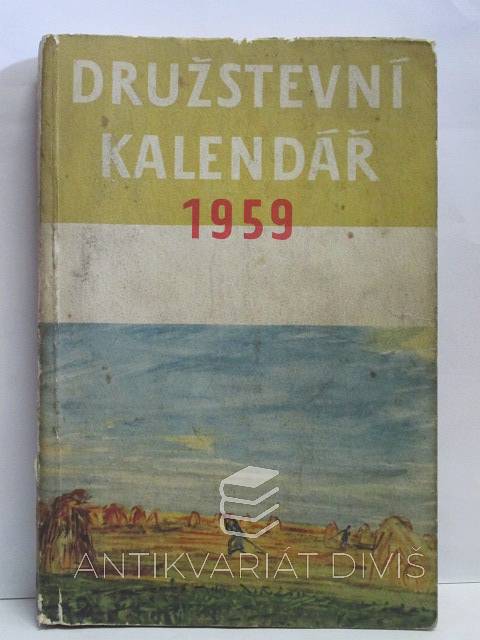 DRUŽSTEVNÍ
KALENDÁŘ
1959
ANTIKVARIÁT DIVIŠ